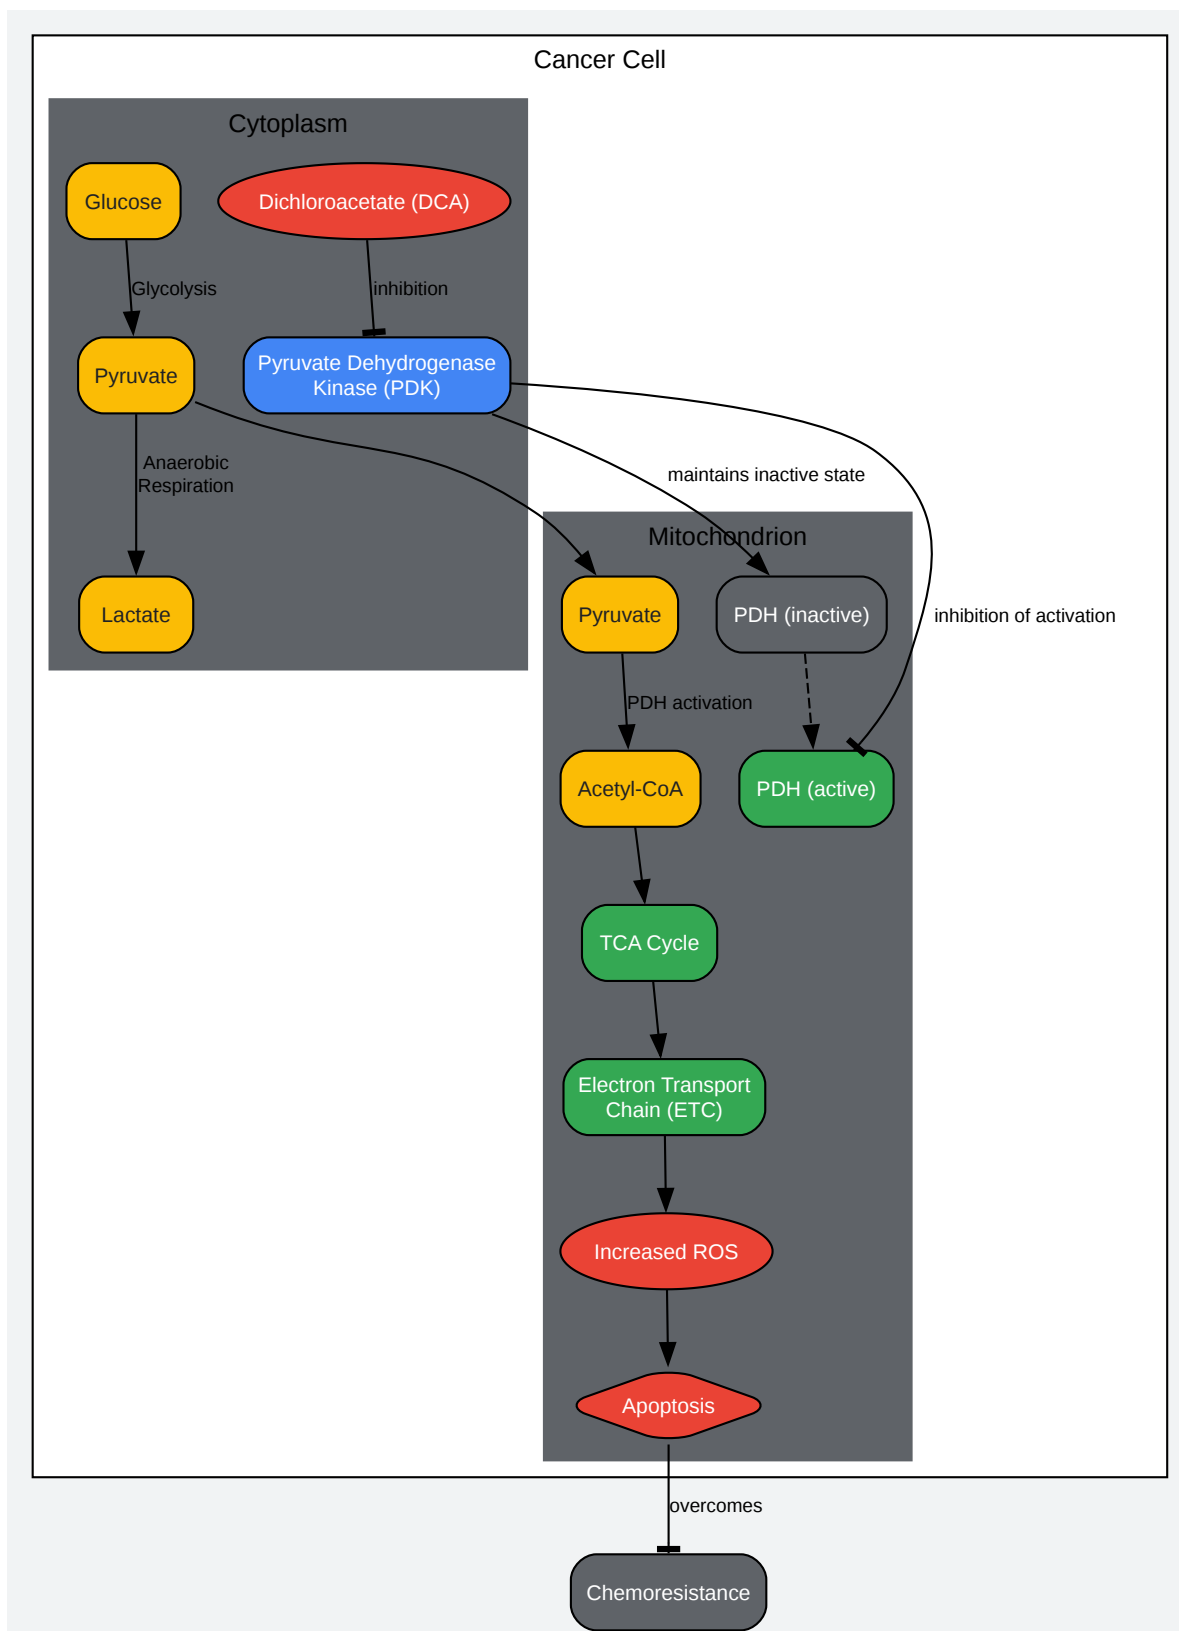 Cancer Cell
Cytoplasm
Glucose
Dichloroacetate (DCA)
Glycolysis
inhibition
Pyruvate
Pyruvate Dehydrogenase
Kinase (PDK)
Anaerobic
Respiration
maintains inactive state
Mitochondrion
Lactate
Pyruvate
PDH (inactive)
inhibition of activation
PDH activation
Acetyl-CoA
PDH (active)
TCA Cycle
Electron Transport
Chain (ETC)
Increased ROS
Apoptosis
overcomes
Chemoresistance